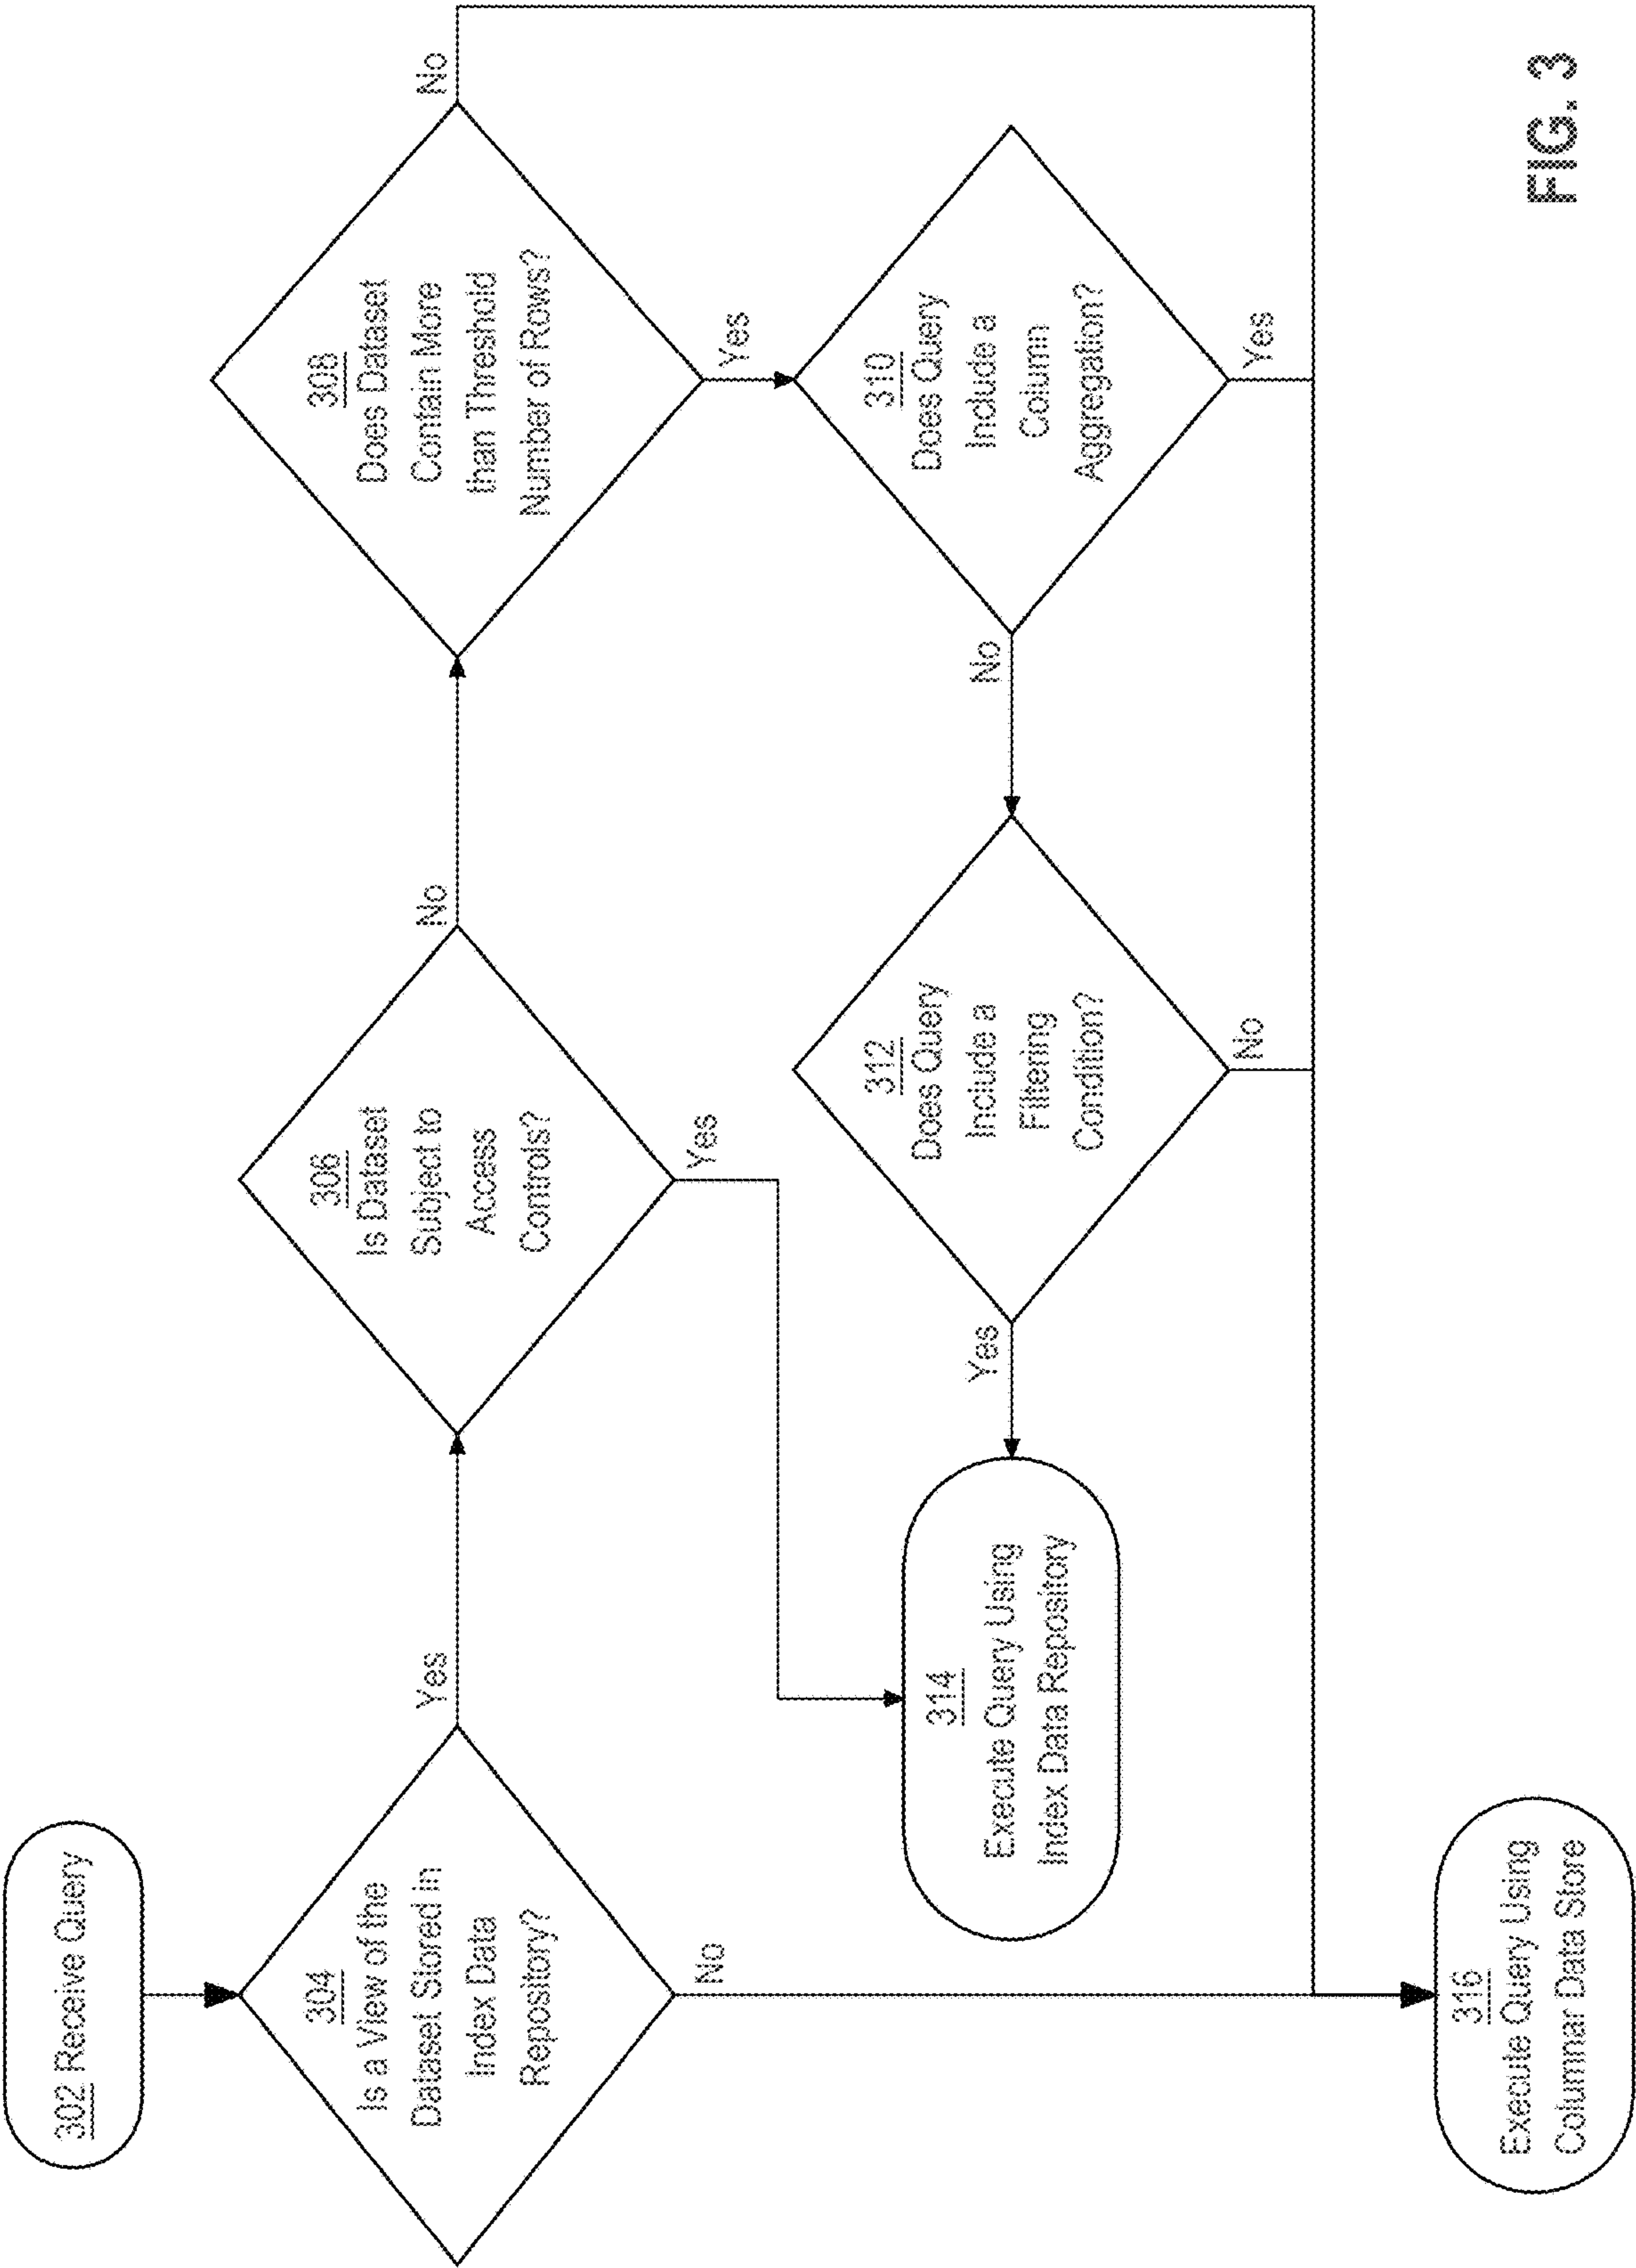 302 Receive Query
304
Is a View of the
Dataset Stored in
Index Data
Repository?
Yes
No
306
Is Dataset
Subject to
Access
Controls?
No
Yes
308
Does Dataset
Contain More
than Threshold
Number of Rows?
No
Yes
310
Does Query
Include a
Column
Aggregation?
No
Yes
312
Does Query
Include a
Filtering
Condition?
Yes
No
314
Execute Query Using
Index Data Repository
316
Execute Query Using
Columnar Data Store
FIG. 3